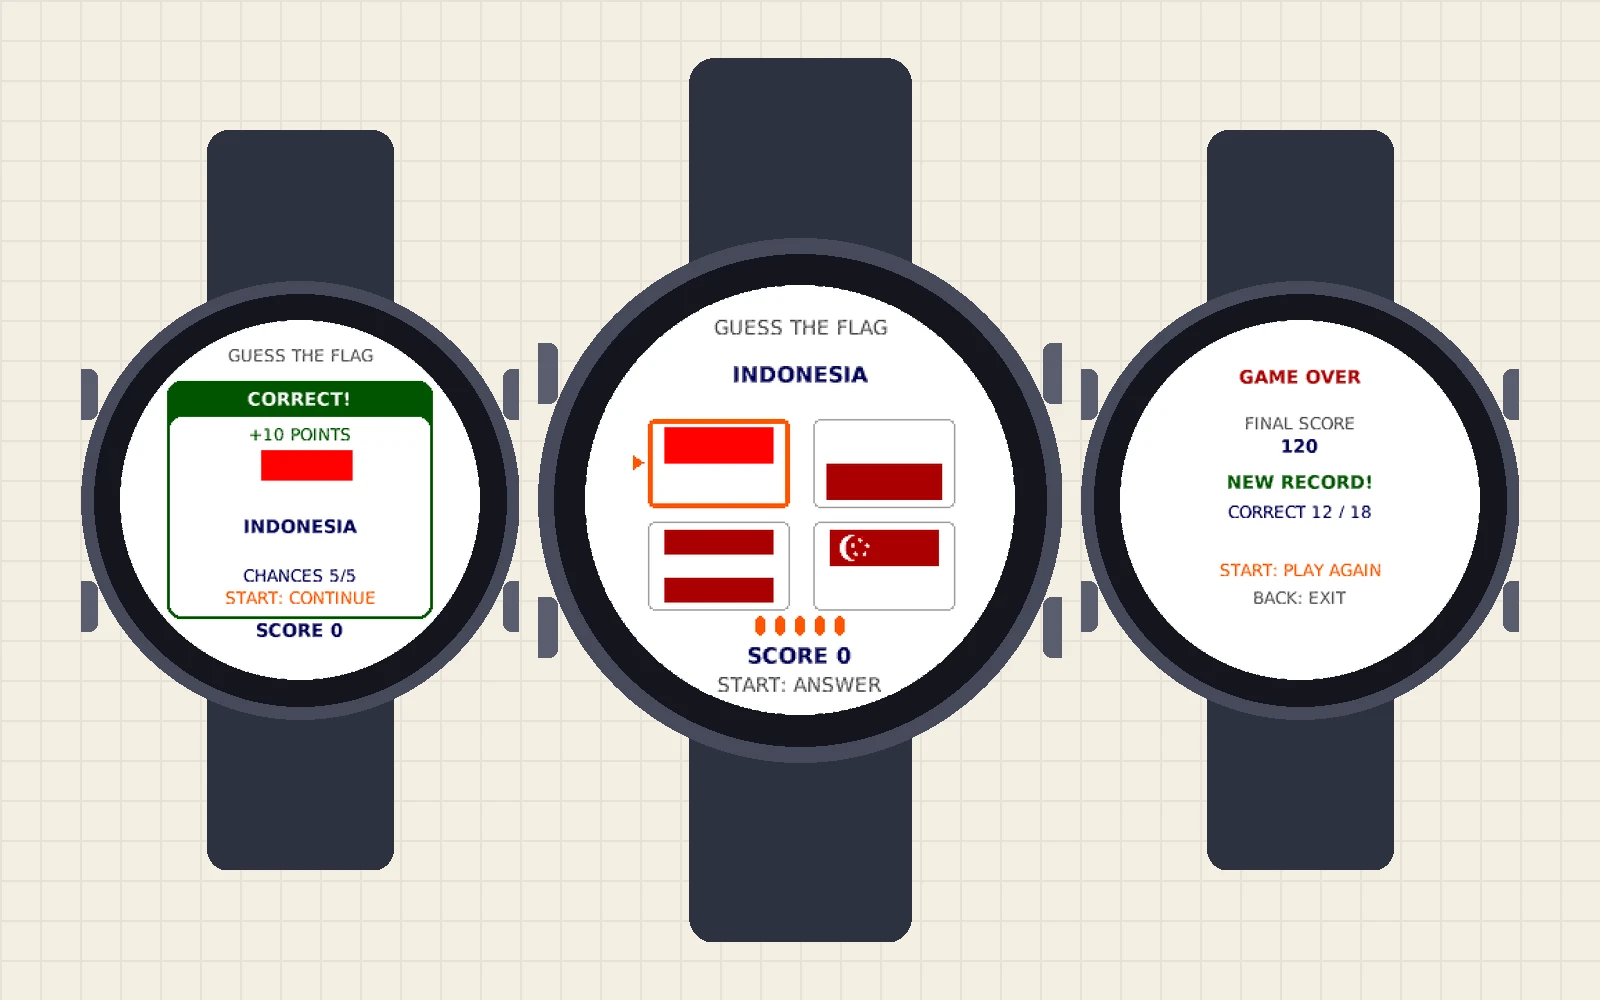 GUESS THE FLAG
CORRECT!
+10 POINTS
INDONESIA
CHANCES 5/5
START: CONTINUE
SCORE 0
GUESS THE FLAG
INDONESIA
SCORE 0
START: ANSWER
GAME OVER
FINAL SCORE
120
NEW RECORD!
CORRECT 12 / 18
START: PLAY AGAIN
BACK: EXIT